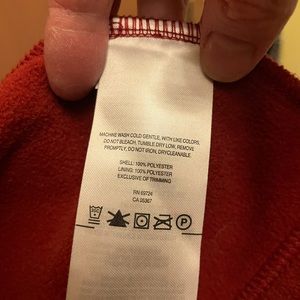 MACHINE WASH COLD GENTLE, WITH LIKE COLORS,
DO NOT BLEACH, TUMBLE DRY LOW, REMOVE
PROMPTLY, DO NOT IRON, DRYCLEANABLE
SHELL: 100% POLYESTER
LINING: 100% POLYESTER
EXCLUSIVE OF TRIMMING
RN 69724
CA 05367
P